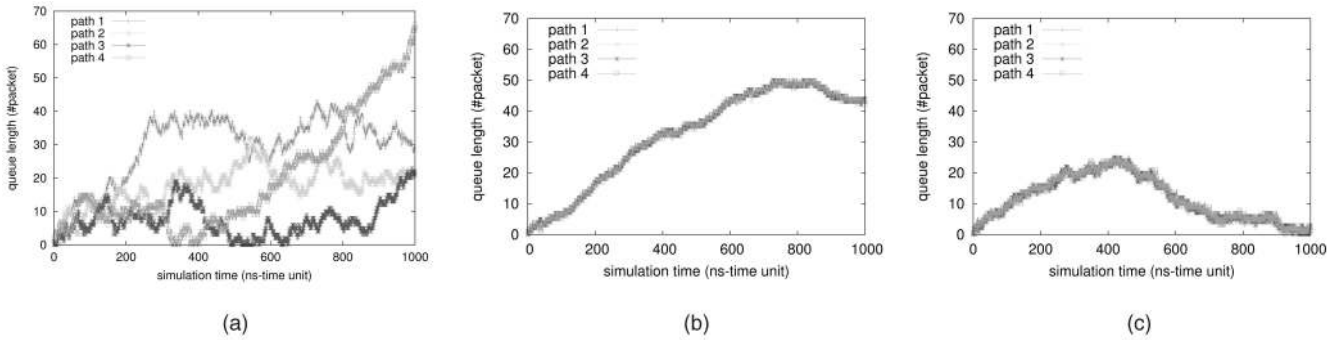 70
60
50
40
30
20
10
0
queue length (#packet)
path 1
path 2
path 3
path 4
0 200 400 600 800 1000
simulation time (ns-time unit)
(a)
70
60
50
40
30
20
10
0
queue length (#packet)
path 1
path 2
path 3
path 4
0 200 400 600 800 1000
simulation time (ns-time unit)
(b)
70
60
50
40
30
20
10
0
queue length (#packet)
path 1
path 2
path 3
path 4
0 200 400 600 800 1000
simulation time (ns-time unit)
(c)